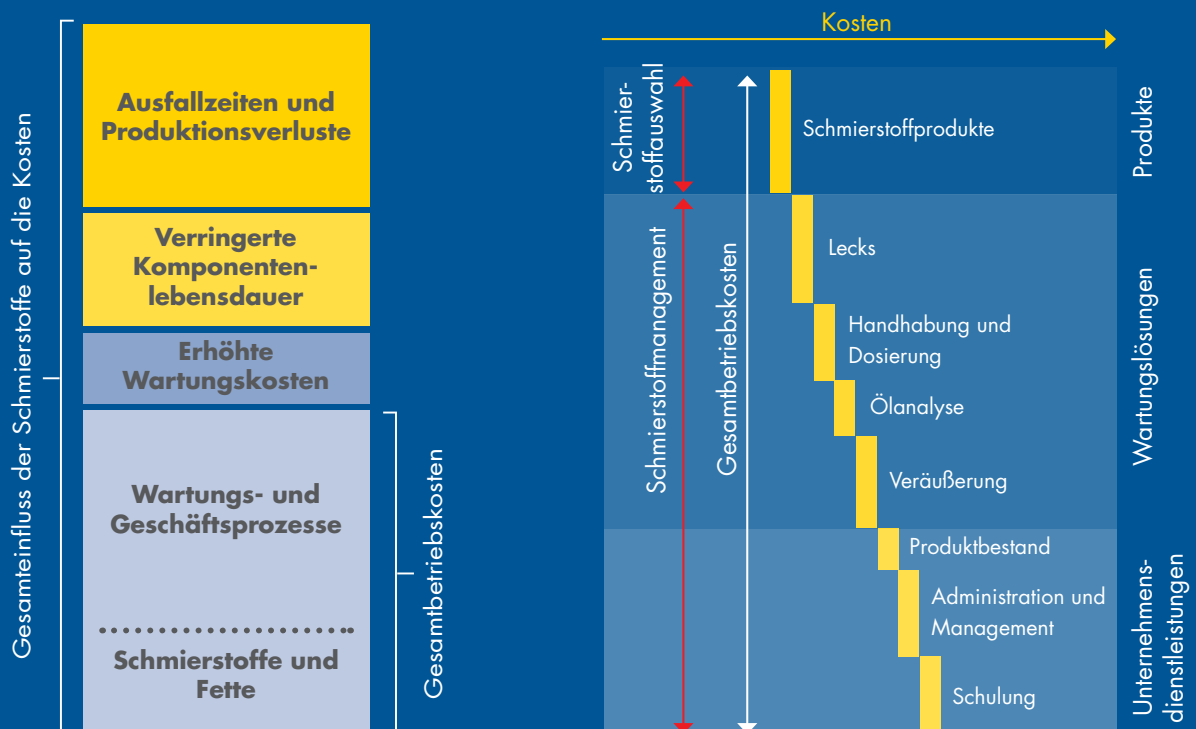 Gesamteinfluss der Schmierstoffe auf die Kosten
Ausfallzeiten und
Produktionsverluste
Verringerte
Komponenten-
lebensdauer
Erhöhte
Wartungskosten
Wartungs- und
Geschäftsprozesse
Schmierstoffe und
Fette
Gesamtbetriebskosten
Kosten
Schmier-
stoffauswahl
Schmierstoffmanagement
Gesamtbetriebskosten
Schmierstoffprodukte
Lecks
Handhabung und
Dosierung
Ölanalyse
Veräußerung
Produktbestand
Administration und
Management
Schulung
Produkte
Wartungslösungen
Unternehmens-
dienstleistungen